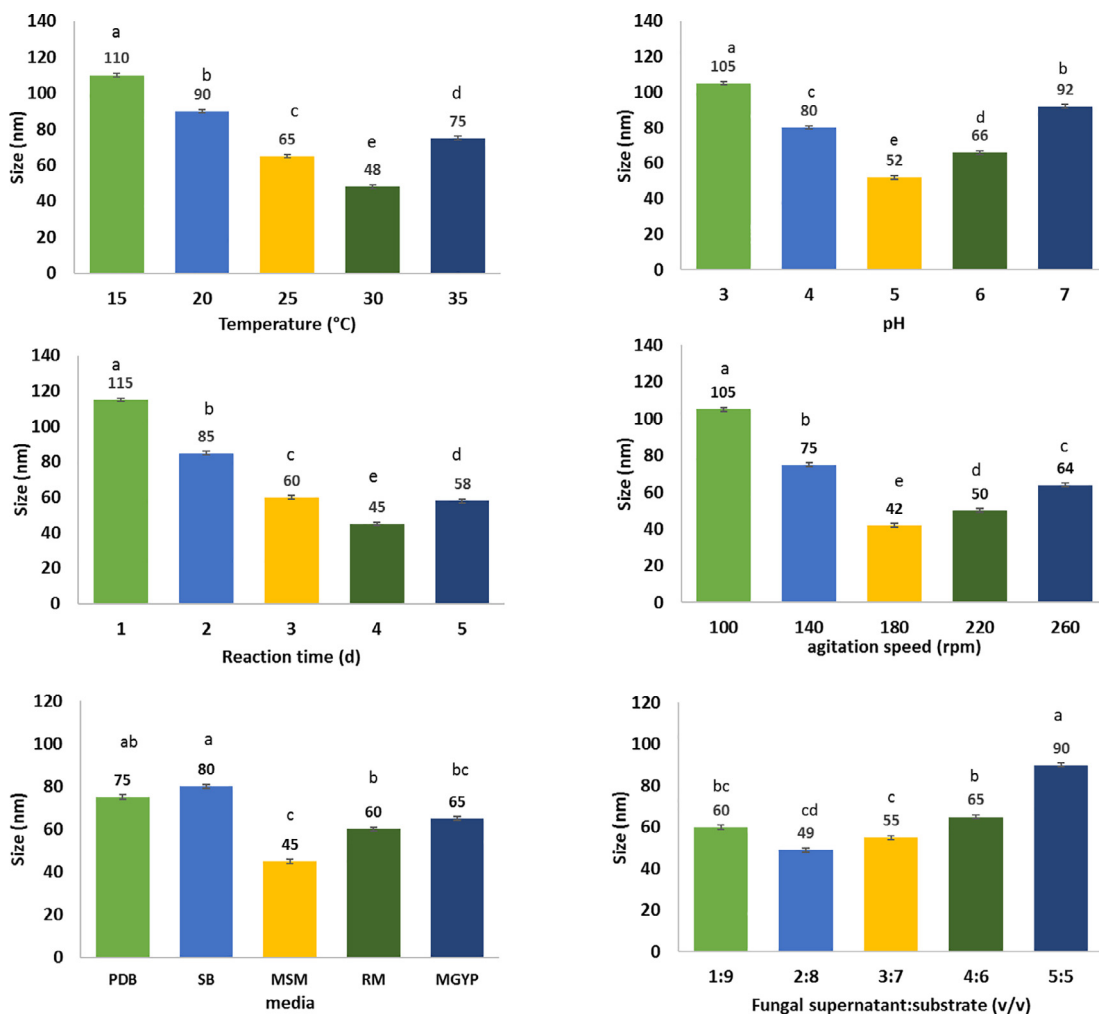 140
120
100
80
60
40
20
0
Size (nm)
a
110
b
90
c
65
e
48
d
75
15 20 25 30 35
Temperature (°C)
140
120
100
80
60
40
20
0
Size (nm)
a
105
c
80
e
52
d
66
b
92
3 4 5 6 7
pH
140
120
100
80
60
40
20
0
Size (nm)
a
115
b
85
c
60
e
45
d
58
1 2 3 4 5
Reaction time (d)
140
120
100
80
60
40
20
0
Size (nm)
a
105
b
75
e
42
d
50
c
64
100 140 180 220 260
agitation speed (rpm)
120
100
80
60
40
20
0
Size (nm)
ab
75
a
80
c
45
b
60
bc
65
PDB SB MSM RM MGYP
media
120
100
80
60
40
20
0
Size (nm)
bc
60
cd
49
c
55
b
65
a
90
1:9 2:8 3:7 4:6 5:5
Fungal supernatant:substrate (v/v)